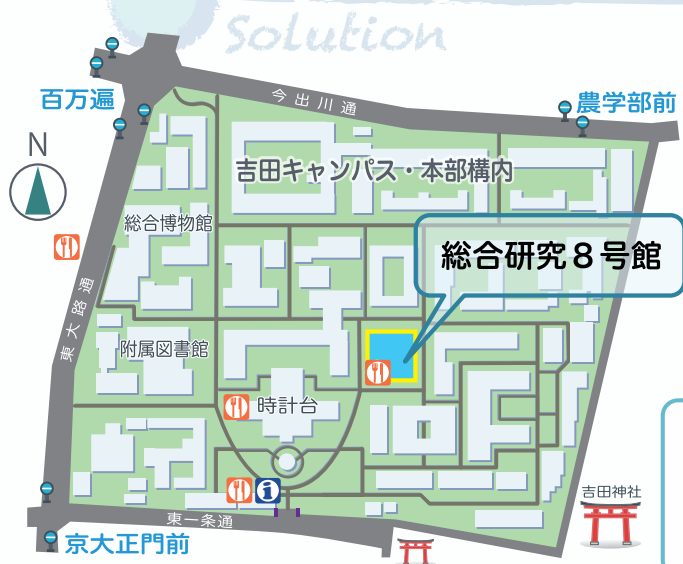 Solution
百万遍
今出川通
農学部前
N
吉田キャンパス・本部構内
総合博物館
総合研究８号館
東大路通
附属図書館
時計台
吉田神社
東一条通
京大正門前